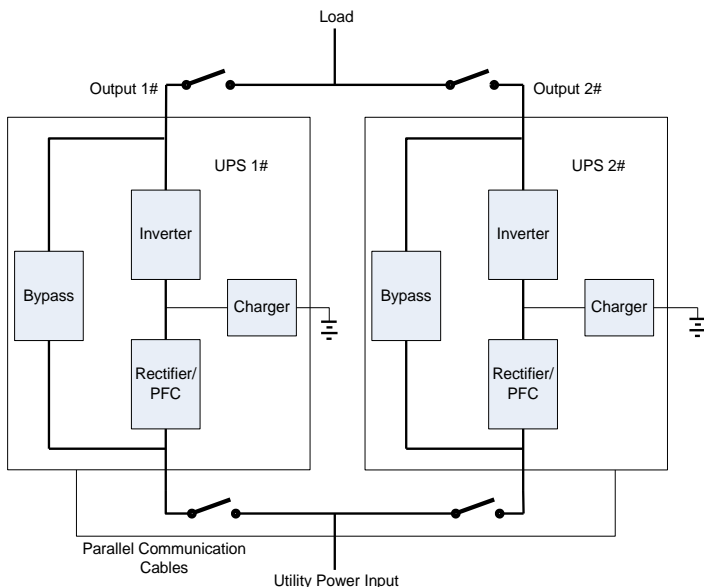 Load
Output 1#
Output 2#
UPS 1#
UPS 2#
Inverter
Inverter
Bypass
Charger
Bypass
Charger
Rectifier/
PFC
Rectifier/
PFC
Parallel Communication
Cables
Utility Power Input